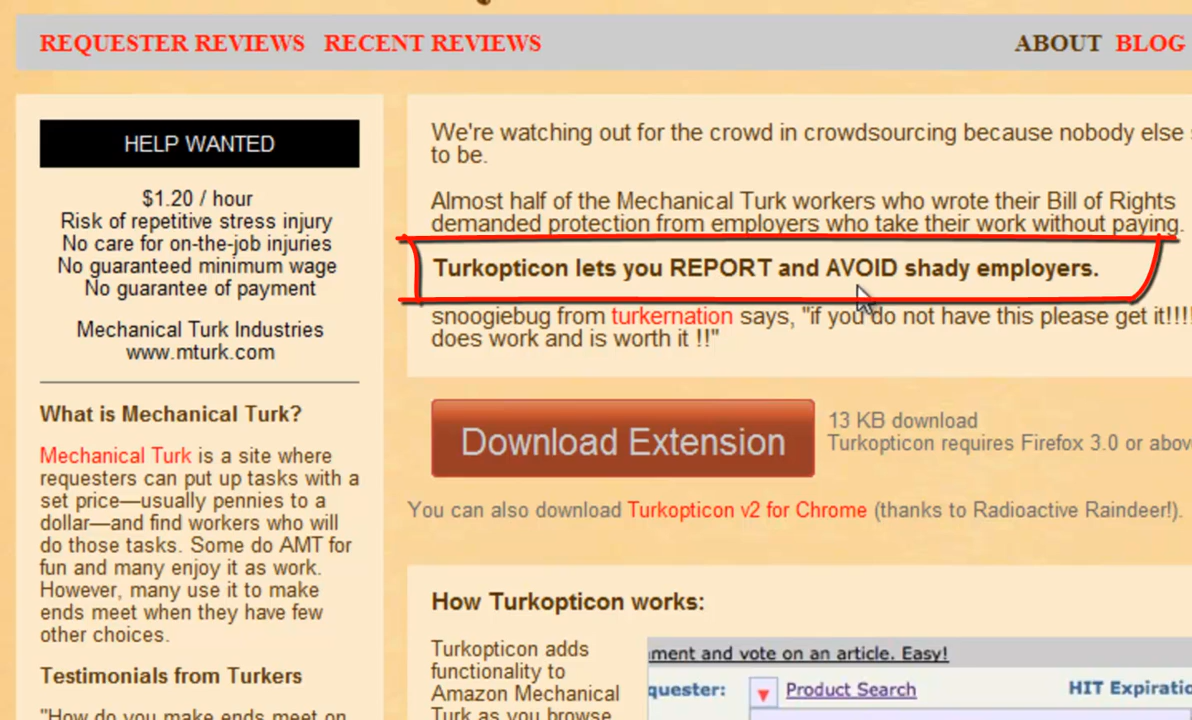 REQUESTER REVIEWS RECENT REVIEWS ABOUT BLOG
HELP WANTED
$1.20 / hour
Risk of repetitive stress injury
No care for on-the-job injuries
No guaranteed minimum wage
No guarantee of payment
Mechanical Turk Industries
www.mturk.com
What is Mechanical Turk?
Mechanical Turk is a site where
requesters can put up tasks with a
set price—usually pennies to a
dollar—and find workers who will
do those tasks. Some do AMT for
fun and many enjoy it as work.
However, many use it to make
ends meet when they have few
other choices.
Testimonials from Turkers
"How do you make ends meet on
We're watching out for the crowd in crowdsourcing because nobody else
to be.
Almost half of the Mechanical Turk workers who wrote their Bill of Rights
demanded protection from employers who take their work without paying.
Turkopticon lets you REPORT and AVOID shady employers.
snoogiebug from turkernation says, "if you do not have this please get it!!!!
does work and is worth it !!"
Download Extension
13 KB download
Turkopticon requires Firefox 3.0 or above
You can also download Turkopticon v2 for Chrome (thanks to Radioactive Raindeer!).
How Turkopticon works:
Turkopticon adds
functionality to
Amazon Mechanical
Turk as you browse
ment and vote on an article. Easy!
quester: Product Search HIT Expiratio